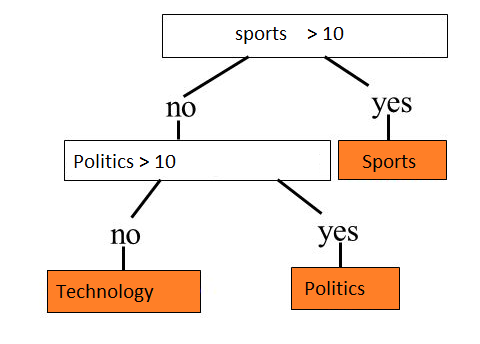 sports > 10
no
yes
Politics > 10
Sports
no
yes
Technology
Politics